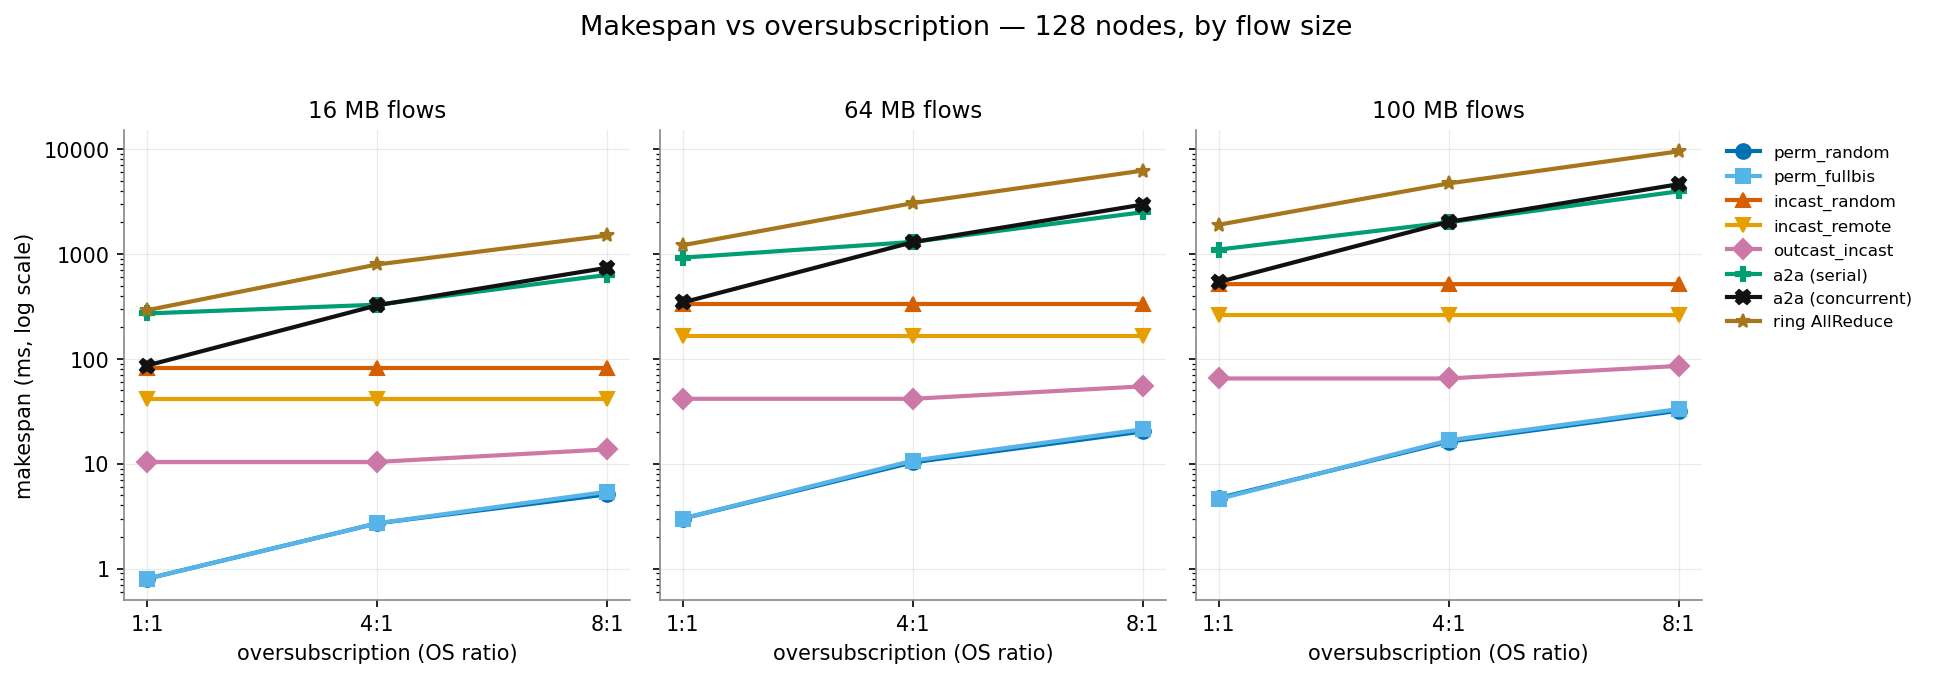 Makespan vs oversubscription — 128 nodes, by flow size
16 MB flows
64 MB flows
100 MB flows
makespan (ms, log scale)
10000
1000
100
10
1
1:1 4:1 8:1
1:1 4:1 8:1
1:1 4:1 8:1
oversubscription (OS ratio)
oversubscription (OS ratio)
oversubscription (OS ratio)
perm_random
perm_fullbis
incast_random
incast_remote
outcast_incast
a2a (serial)
a2a (concurrent)
ring AllReduce